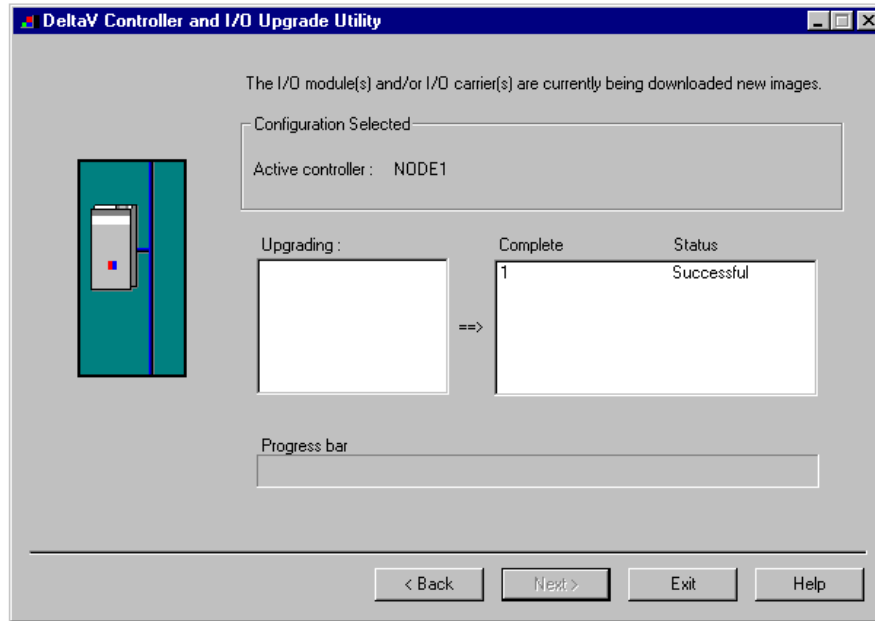 DeltaV Controller and I/O Upgrade Utility
The I/O module(s) and/or I/O carrier(s) are currently being downloaded new images.
Configuration Selected
Active controller : NODE1
Upgrading :
Complete Status
1 Successful
==>
Progress bar
< Back Next > Exit Help